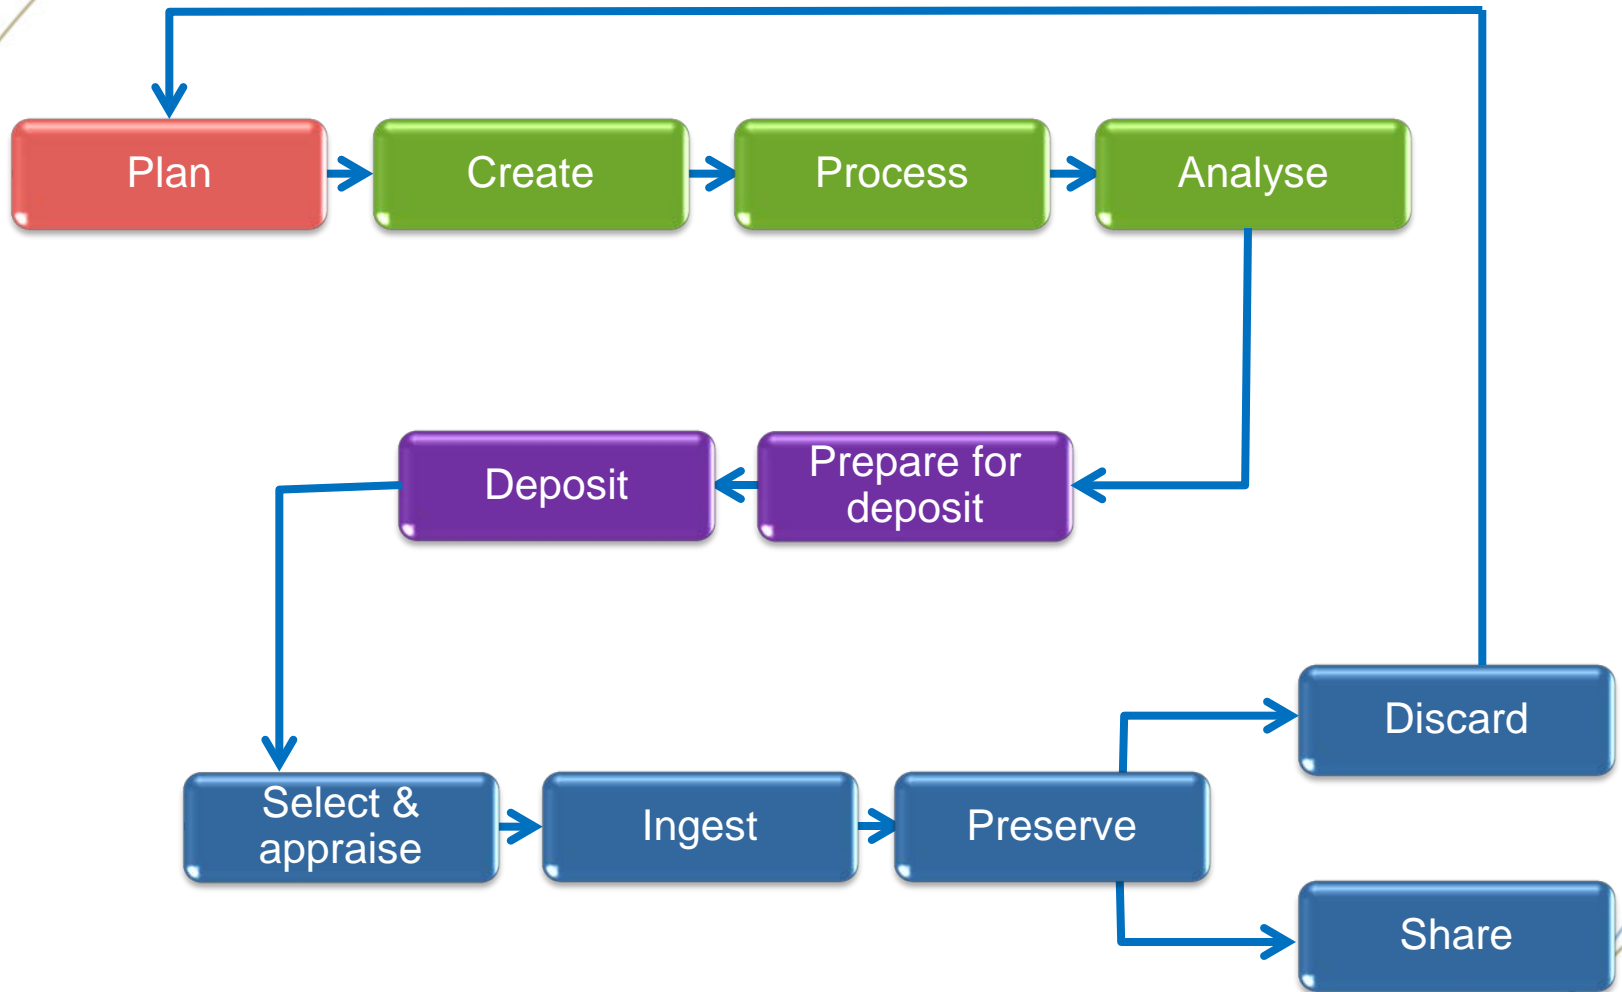 Plan
Create
Process
Analyse
Prepare for
deposit
Deposit
Select &
appraise
Ingest
Preserve
Discard
Share